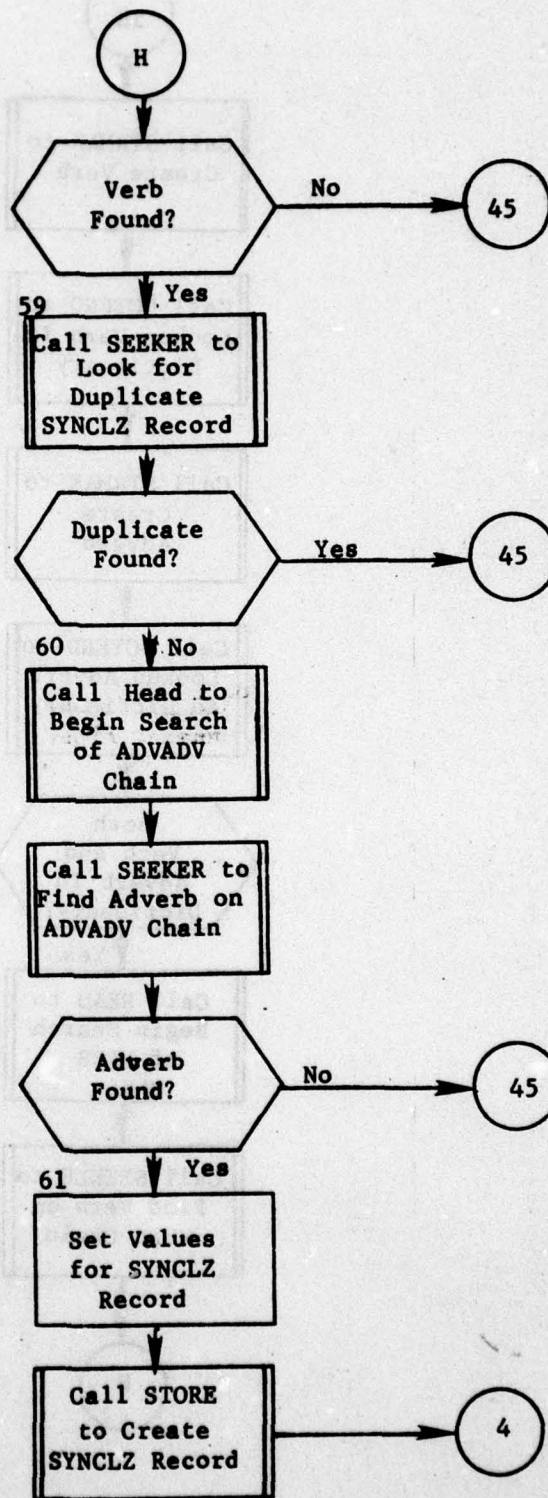 H
Verb
Found?
No
45
Yes
59
Call SEEKER to
Look for
Duplicate
SYNCLZ Record
Duplicate
Found?
Yes
45
No
60
Call Head to
Begin Search
of ADVADV
Chain
Call SEEKER to
Find Adverb on
ADVADV Chain
Adverb
Found?
No
45
Yes
61
Set Values
for SYNCLZ
Record
Call STORE
to Create
SYNCLZ Record
4